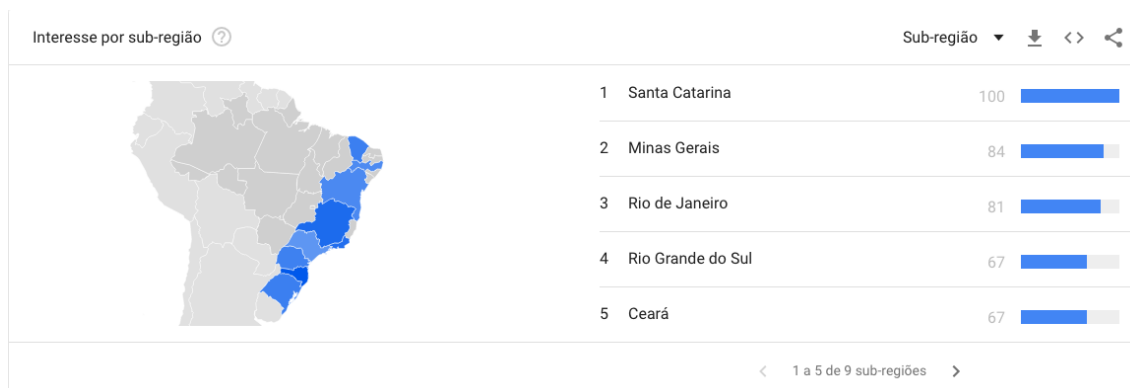 Interesse por sub-região ?
Sub-região
1 Santa Catarina 100
2 Minas Gerais 84
3 Rio de Janeiro 81
4 Rio Grande do Sul 67
5 Ceará 67
1 a 5 de 9 sub-regiões